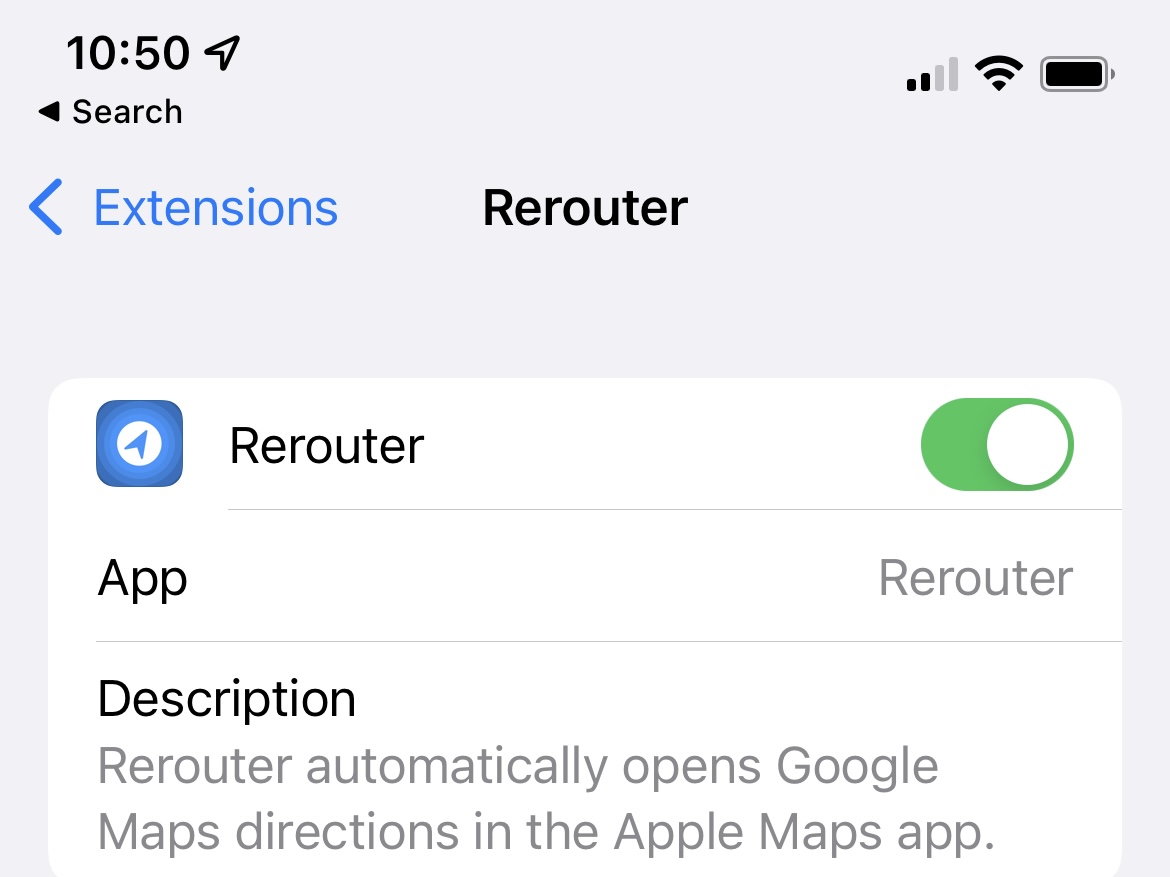 10:50
Search
Extensions
Rerouter
Rerouter
App
Rerouter
Description
Rerouter automatically opens Google
Maps directions in the Apple Maps app.